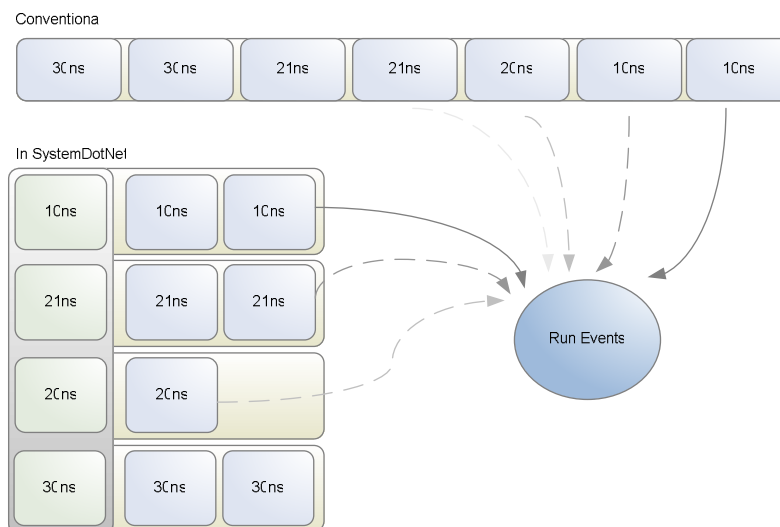 Conventiona
30ns 30ns 21ns 21ns 20ns 10ns 10ns
In SystemDotNet
10ns 10ns 10ns
21ns 21ns 21ns
Run Events
20ns 20ns
30ns 30ns 30ns